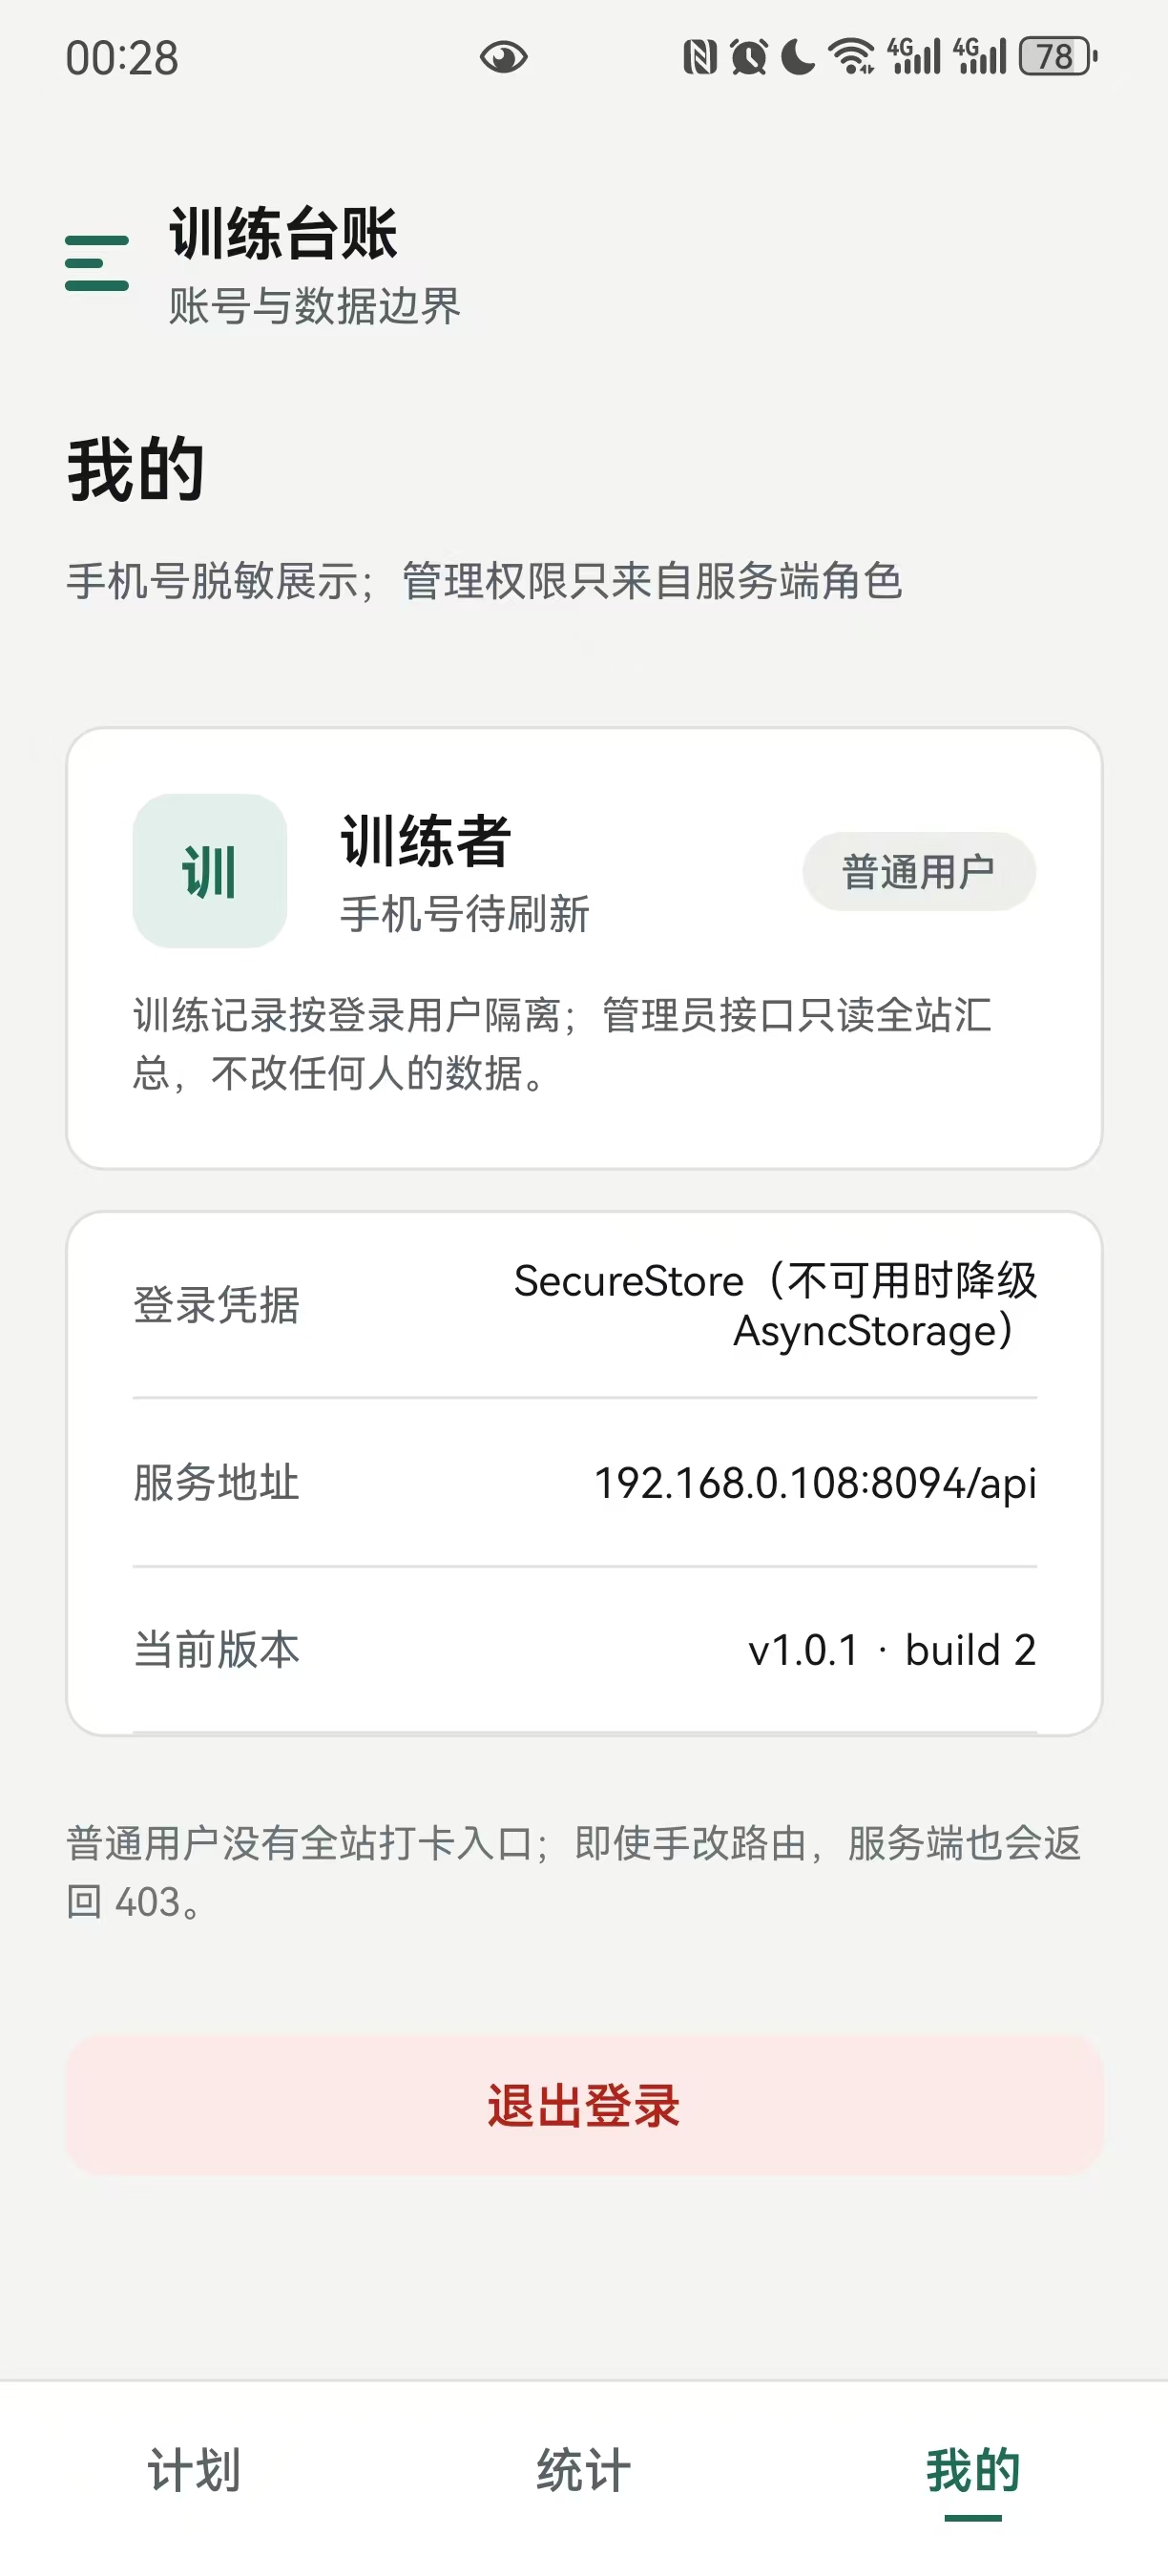 00:28
4G 4G 78
训练台账
账号与数据边界
我的
手机号脱敏展示；管理权限只来自服务端角色
训
训练者
手机号待刷新
普通用户
训练记录按登录用户隔离；管理员接口只读全站汇
总，不改任何人的数据。
登录凭据
SecureStore（不可用时降级
AsyncStorage）
服务地址
192.168.0.108:8094/api
当前版本
v1.0.1 · build 2
普通用户没有全站打卡入口；即使手改路由，服务端也会返
回 403。
退出登录
计划
统计
我的